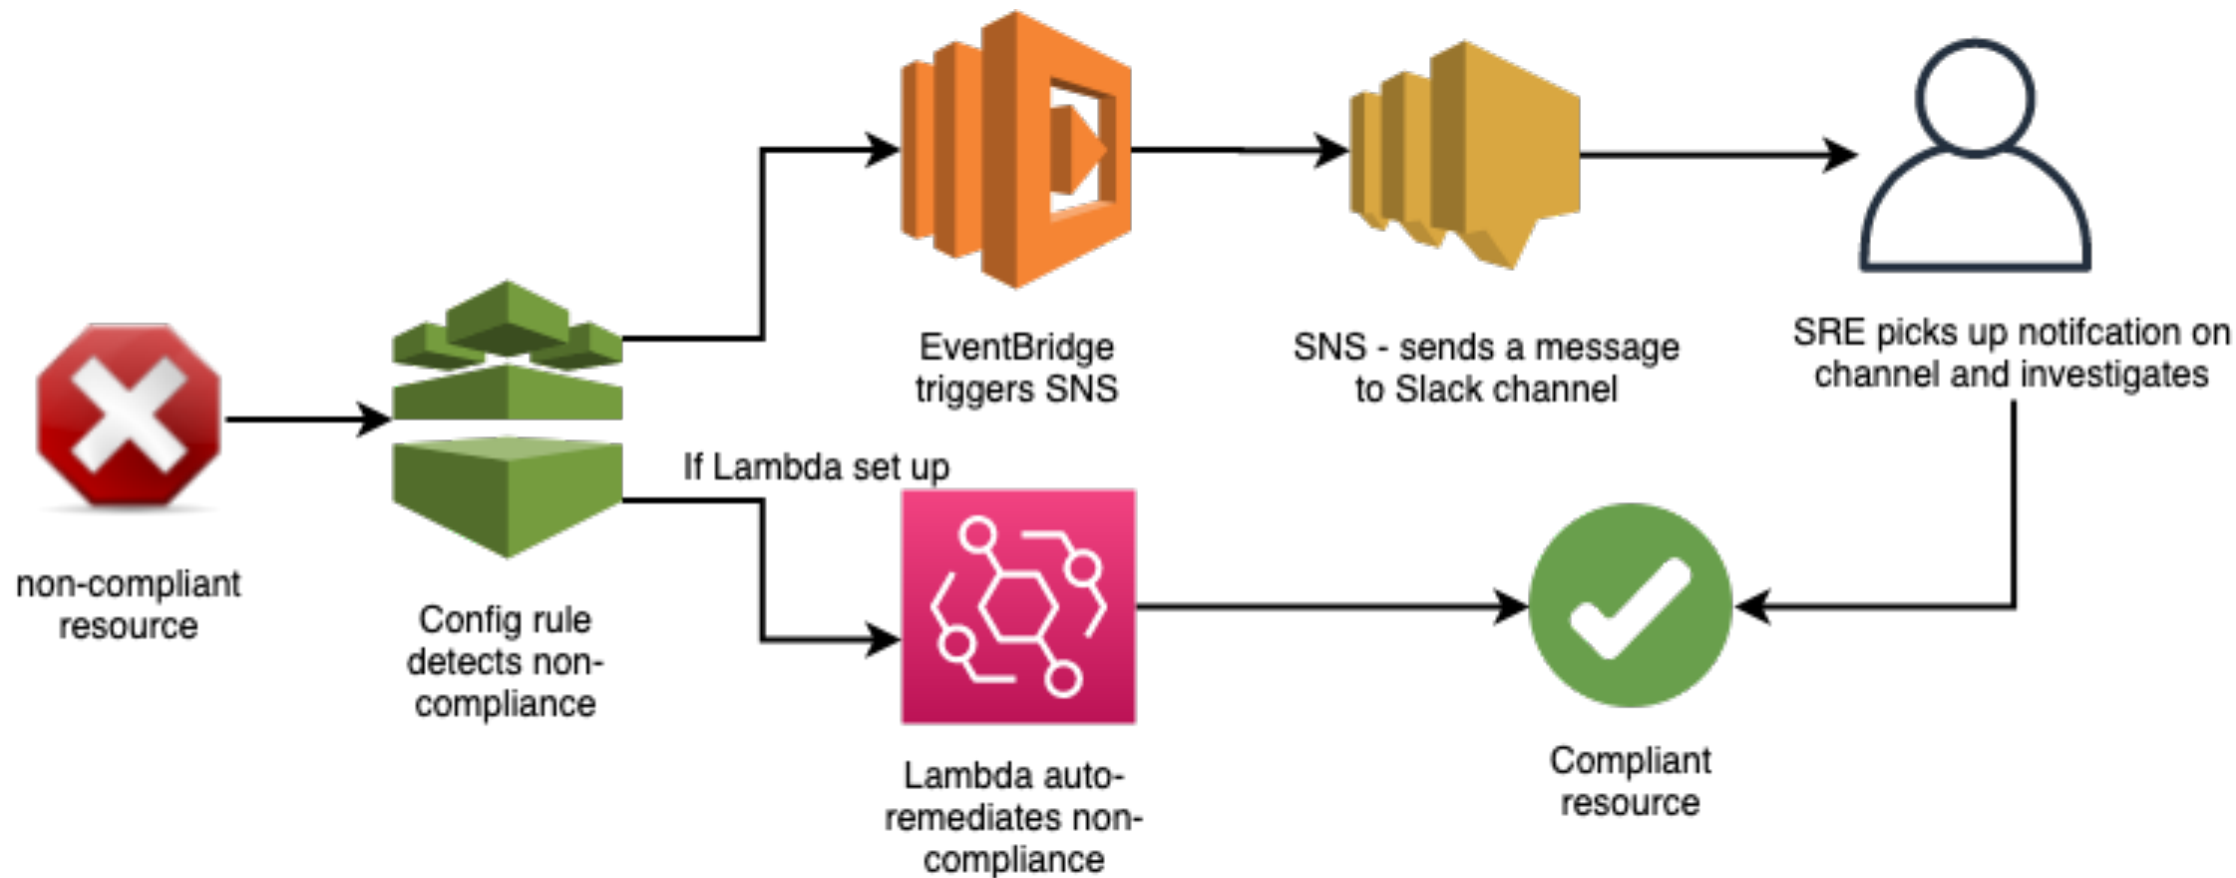 non-compliant
resource
Config rule
detects non-
compliance
EventBridge
triggers SNS
SNS - sends a message
to Slack channel
SRE picks up notifcation on
channel and investigates
If Lambda set up
Lambda auto-
remediates non-
compliance
Compliant
resource